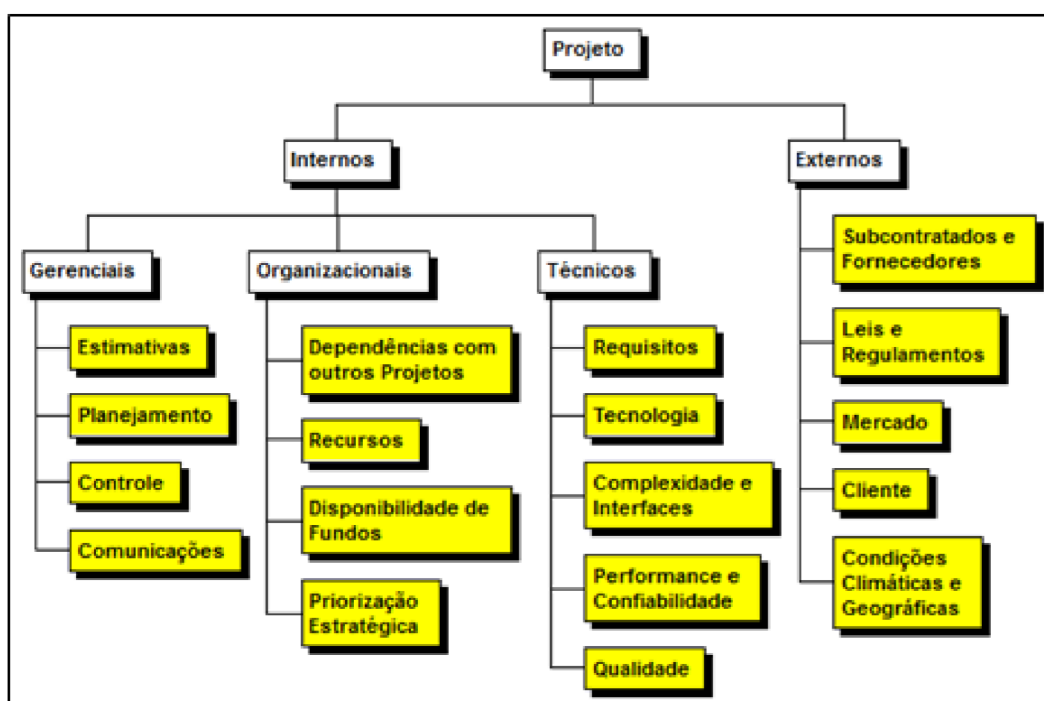 Projeto
Internos
Externos
Gerenciais
Organizacionais
Técnicos
Estimativas
Planejamento
Controle
Comunicações
Dependências com
outros Projetos
Recursos
Disponibilidade de
Fundos
Priorização
Estratégica
Requisitos
Tecnologia
Complexidade e
Interfaces
Performance e
Confiabilidade
Qualidade
Subcontratados e
Fornecedores
Leis e
Regulamentos
Mercado
Cliente
Condições
Climáticas e
Geográficas